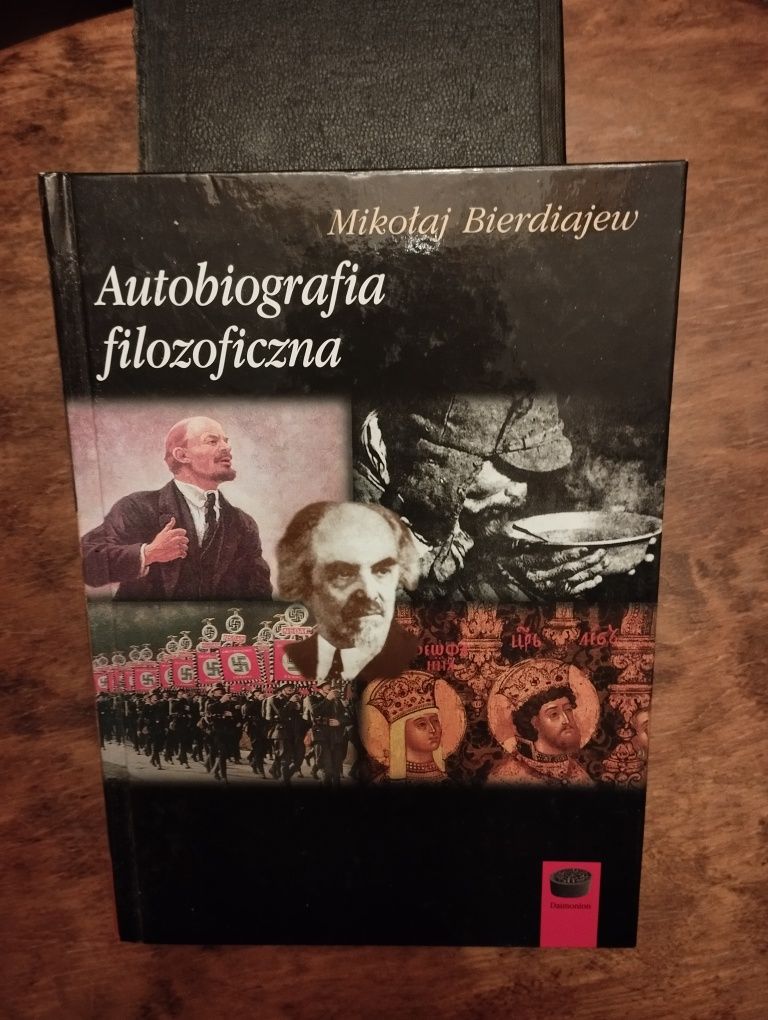 Mikołaj Bierdiajew
Autobiografia
filozoficzna
Daimonion